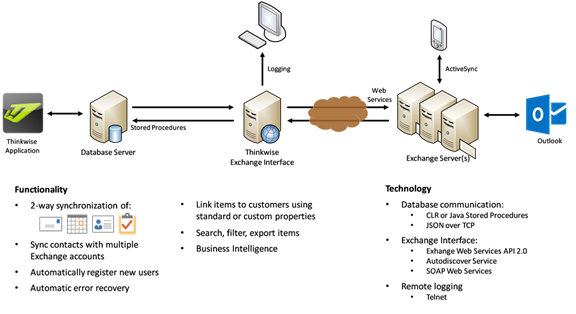 Logging
ActiveSync
Web
Services
Stored Procedures
Thinkwise
Application
Database Server
Thinkwise
Exchange Interface
Exchange Server(s)
Outlook
Functionality
• 2-way synchronization of:
• Sync contacts with multiple
Exchange accounts
• Automatically register new users
• Automatic error recovery
• Link items to customers using
standard or custom properties
• Search, filter, export items
• Business Intelligence
Technology
• Database communication:
• CLR or Java Stored Procedures
• JSON over TCP
• Exchange Interface:
• Exhange Web Services API 2.0
• Autodiscover Service
• SOAP Web Services
• Remote logging
• Telnet